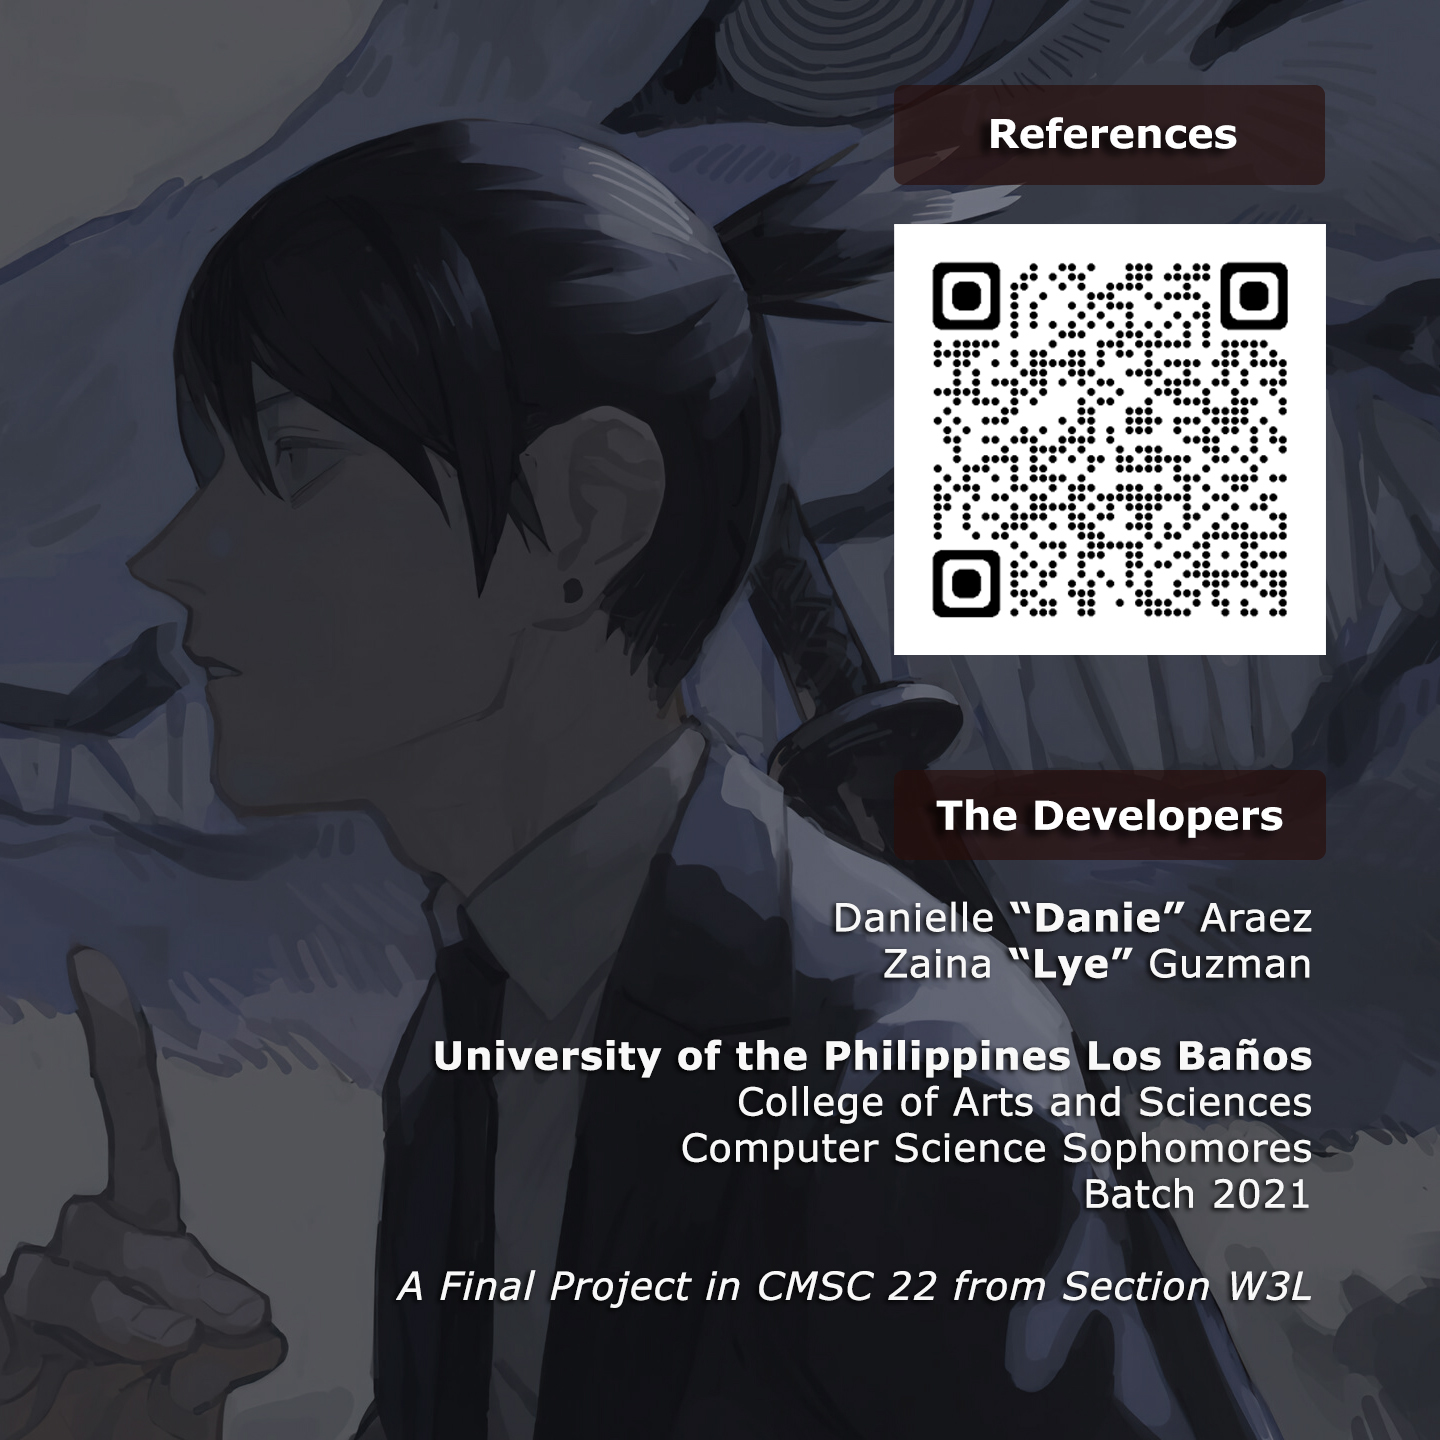 References
The Developers
Danielle “Danie” Araez
Zaina “Lye” Guzman
University of the Philippines Los Baños
College of Arts and Sciences
Computer Science Sophomores
Batch 2021
A Final Project in CMSC 22 from Section W3L